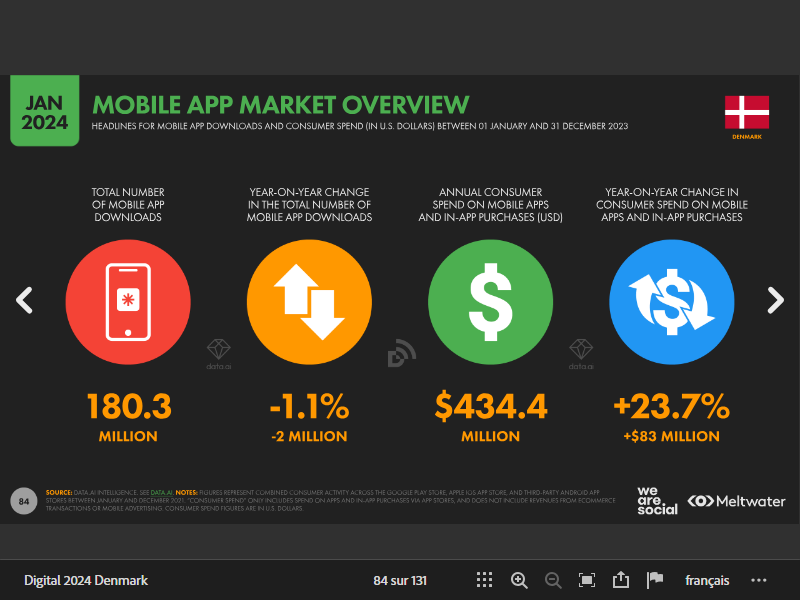 JAN
2024
MOBILE APP MARKET OVERVIEW
HEADLINES FOR MOBILE APP DOWNLOADS AND CONSUMER SPEND (IN U.S. DOLLARS) BETWEEN 01 JANUARY AND 31 DECEMBER 2023
DENMARK
TOTAL NUMBER
OF MOBILE APP
DOWNLOADS
YEAR-ON-YEAR CHANGE
IN THE TOTAL NUMBER OF
MOBILE APP DOWNLOADS
ANNUAL CONSUMER
SPEND ON MOBILE APPS
AND IN-APP PURCHASES (USD)
YEAR-ON-YEAR CHANGE IN
CONSUMER SPEND ON MOBILE
APPS AND IN-APP PURCHASES
data.ai
data.ai
180.3
MILLION
-1.1%
-2 MILLION
$434.4
MILLION
+23.7%
+$83 MILLION
84
SOURCE: DATA.AI INTELLIGENCE. SEE DATA.AI. NOTES: FIGURES REPRESENT COMBINED CONSUMER ACTIVITY ACROSS THE GOOGLE PLAY STORE, APPLE IOS APP STORE, AND THIRD-PARTY ANDROID APP
STORES BETWEEN JANUARY AND DECEMBER 2021. "CONSUMER SPEND" ONLY INCLUDES SPEND ON APPS AND IN-APP PURCHASES VIA APP STORES, AND DOES NOT INCLUDE REVENUES FROM ECOMMERCE
TRANSACTIONS OR MOBILE ADVERTISING. CONSUMER SPEND FIGURES ARE IN U.S. DOLLARS.
we
are.
social
Meltwater
Digital 2024 Denmark
84 sur 131
français